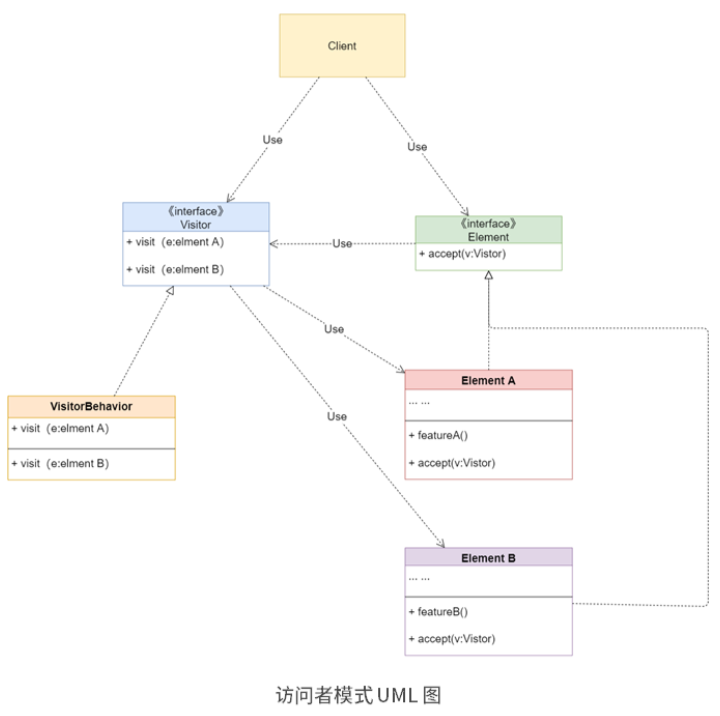 Client
Use
Use
《interface》
Visitor
+ visit（e:elment A）
+ visit（e:elment B）
Use
《interface》
Element
+ accept(v:Vistor)
Use
VisitorBehavior
+ visit（e:elment A）
+ visit（e:elment B）
Use
Element A
... ...
+ featureA()
+ accept(v:Vistor)
Element B
... ...
+ featureB()
+ accept(v:Vistor)
访问者模式 UML 图